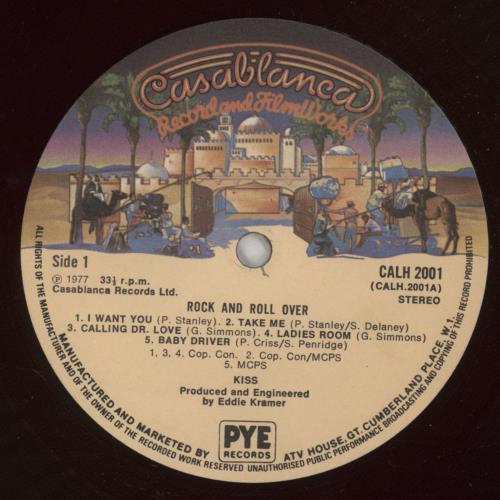 Casablanca
Record and FilmWorks
Side 1
℗ 1977 33⅓ r.p.m.
Casablanca Records Ltd.
CALH 2001
(CALH.2001A)
STEREO
ROCK AND ROLL OVER
1. I WANT YOU (P. Stanley). 2. TAKE ME (P. Stanley/S. Delaney)
3. CALLING DR. LOVE (G. Simmons). 4. LADIES ROOM (G. Simmons)
5. BABY DRIVER (P. Criss/S. Penridge)
1, 3, 4. Cop. Con. 2. Cop. Con/MCPS
5. MCPS
KISS
Produced and Engineered
by Eddie Kramer
PYE
RECORDS
MANUFACTURED AND MARKETED BY
ATV HOUSE, GT. CUMBERLAND PLACE, W.1.
ALL RIGHTS OF THE MANUFACTURER AND OF THE OWNER OF THE RECORDED WORK RESERVED UNAUTHORISED PUBLIC PERFORMANCE BROADCASTING AND COPYING OF THIS RECORD PROHIBITED